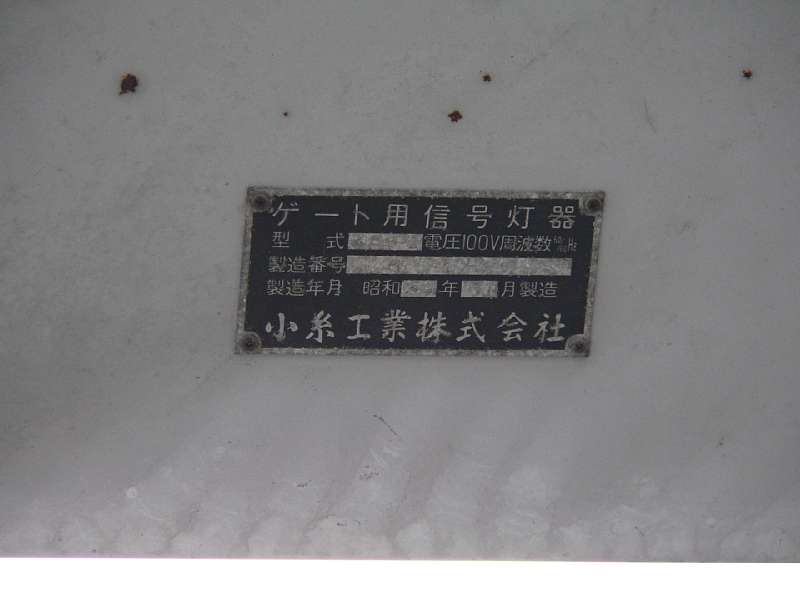 ゲート用信号灯器
型 式 電圧100V周波数 Hz
製造番号
製造年月 昭和 年 月製造
小糸工業株式会社